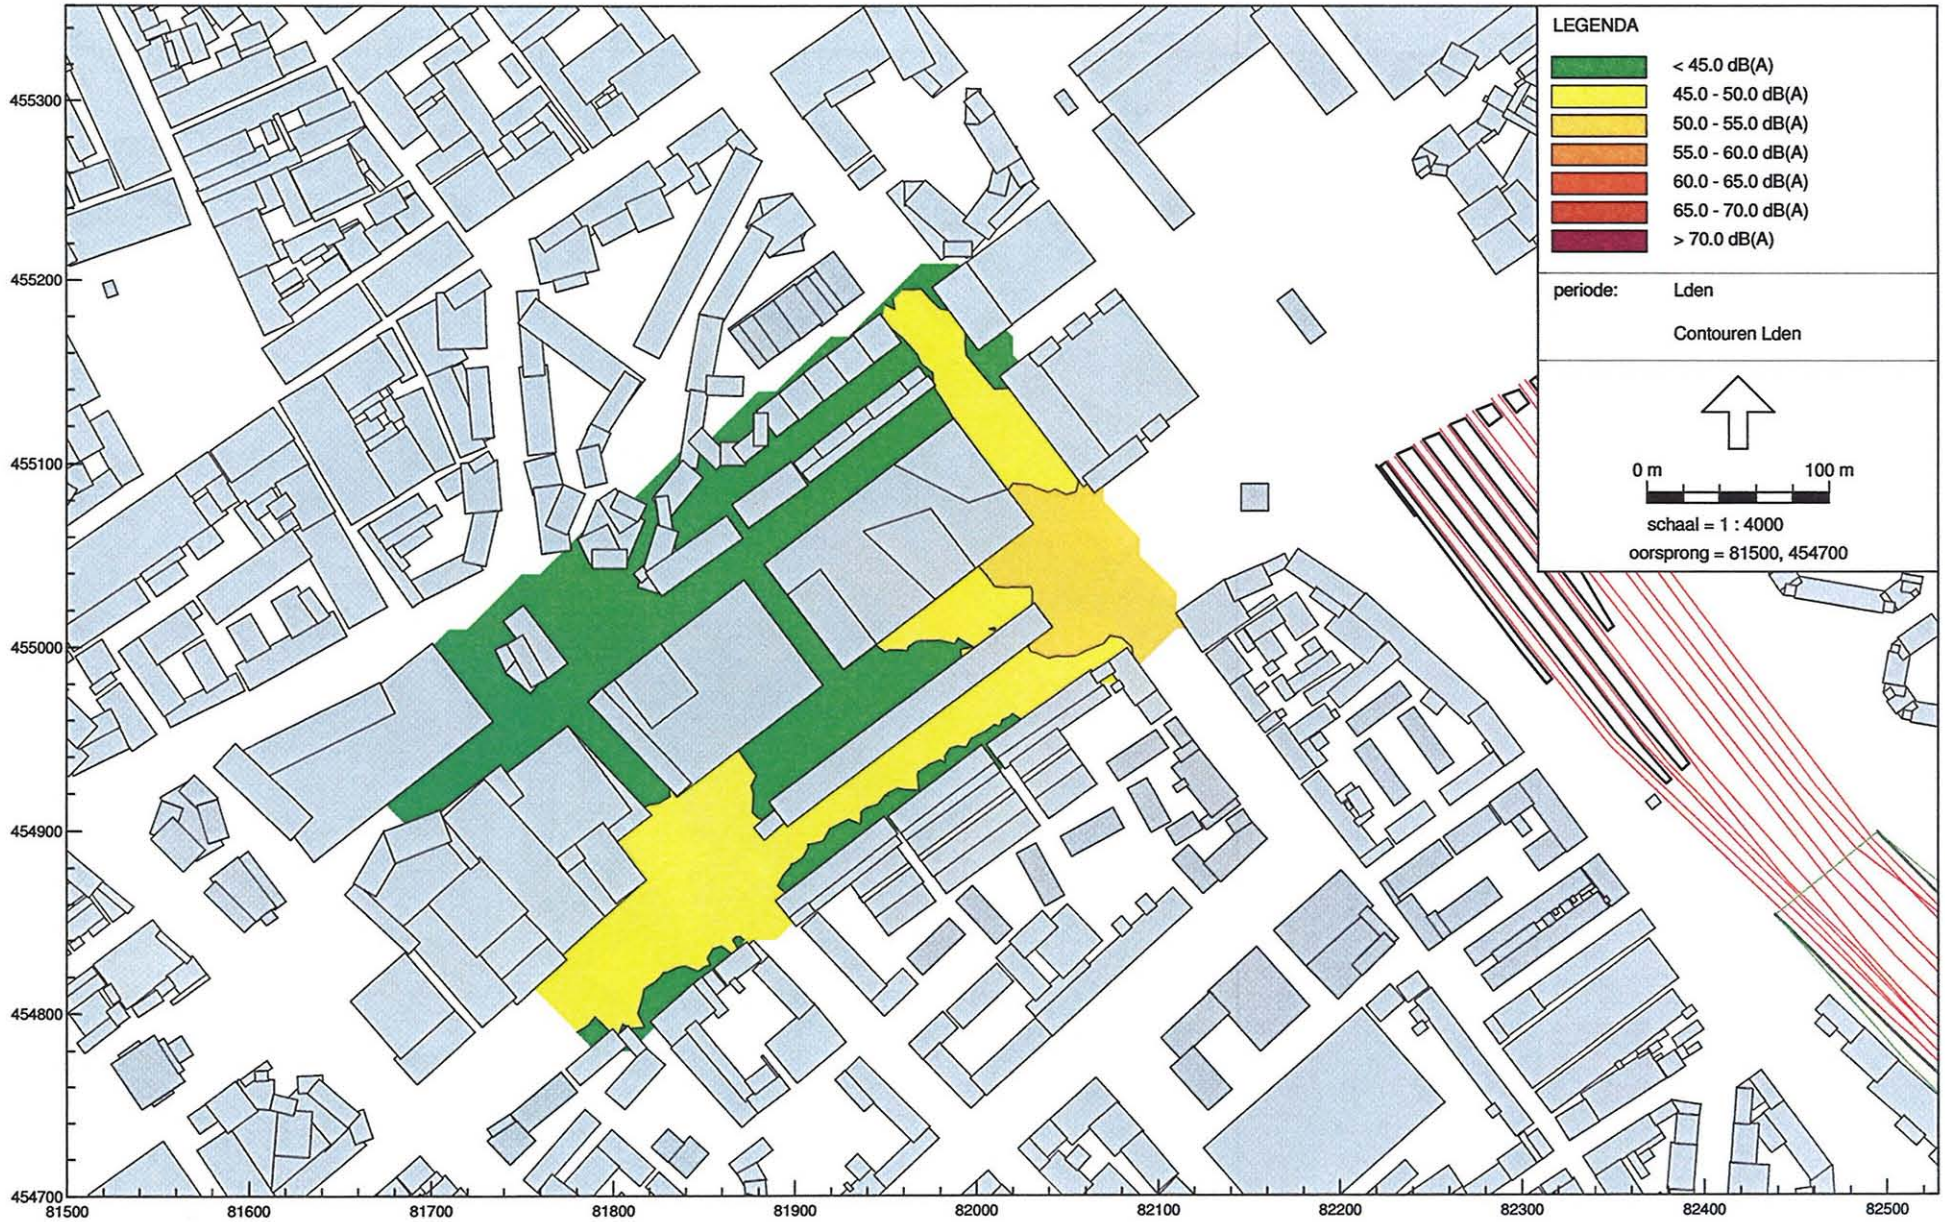 LEGENDA
< 45.0 dB(A)
45.0 - 50.0 dB(A)
50.0 - 55.0 dB(A)
55.0 - 60.0 dB(A)
60.0 - 65.0 dB(A)
65.0 - 70.0 dB(A)
> 70.0 dB(A)
periode: Lden
Contouren Lden
0 m 100 m
schaal = 1 : 4000
oorsprong = 81500, 454700
455300
455200
455100
455000
454900
454800
454700
81500 81600 81700 81800 81900 82000 82100 82200 82300 82400 82500